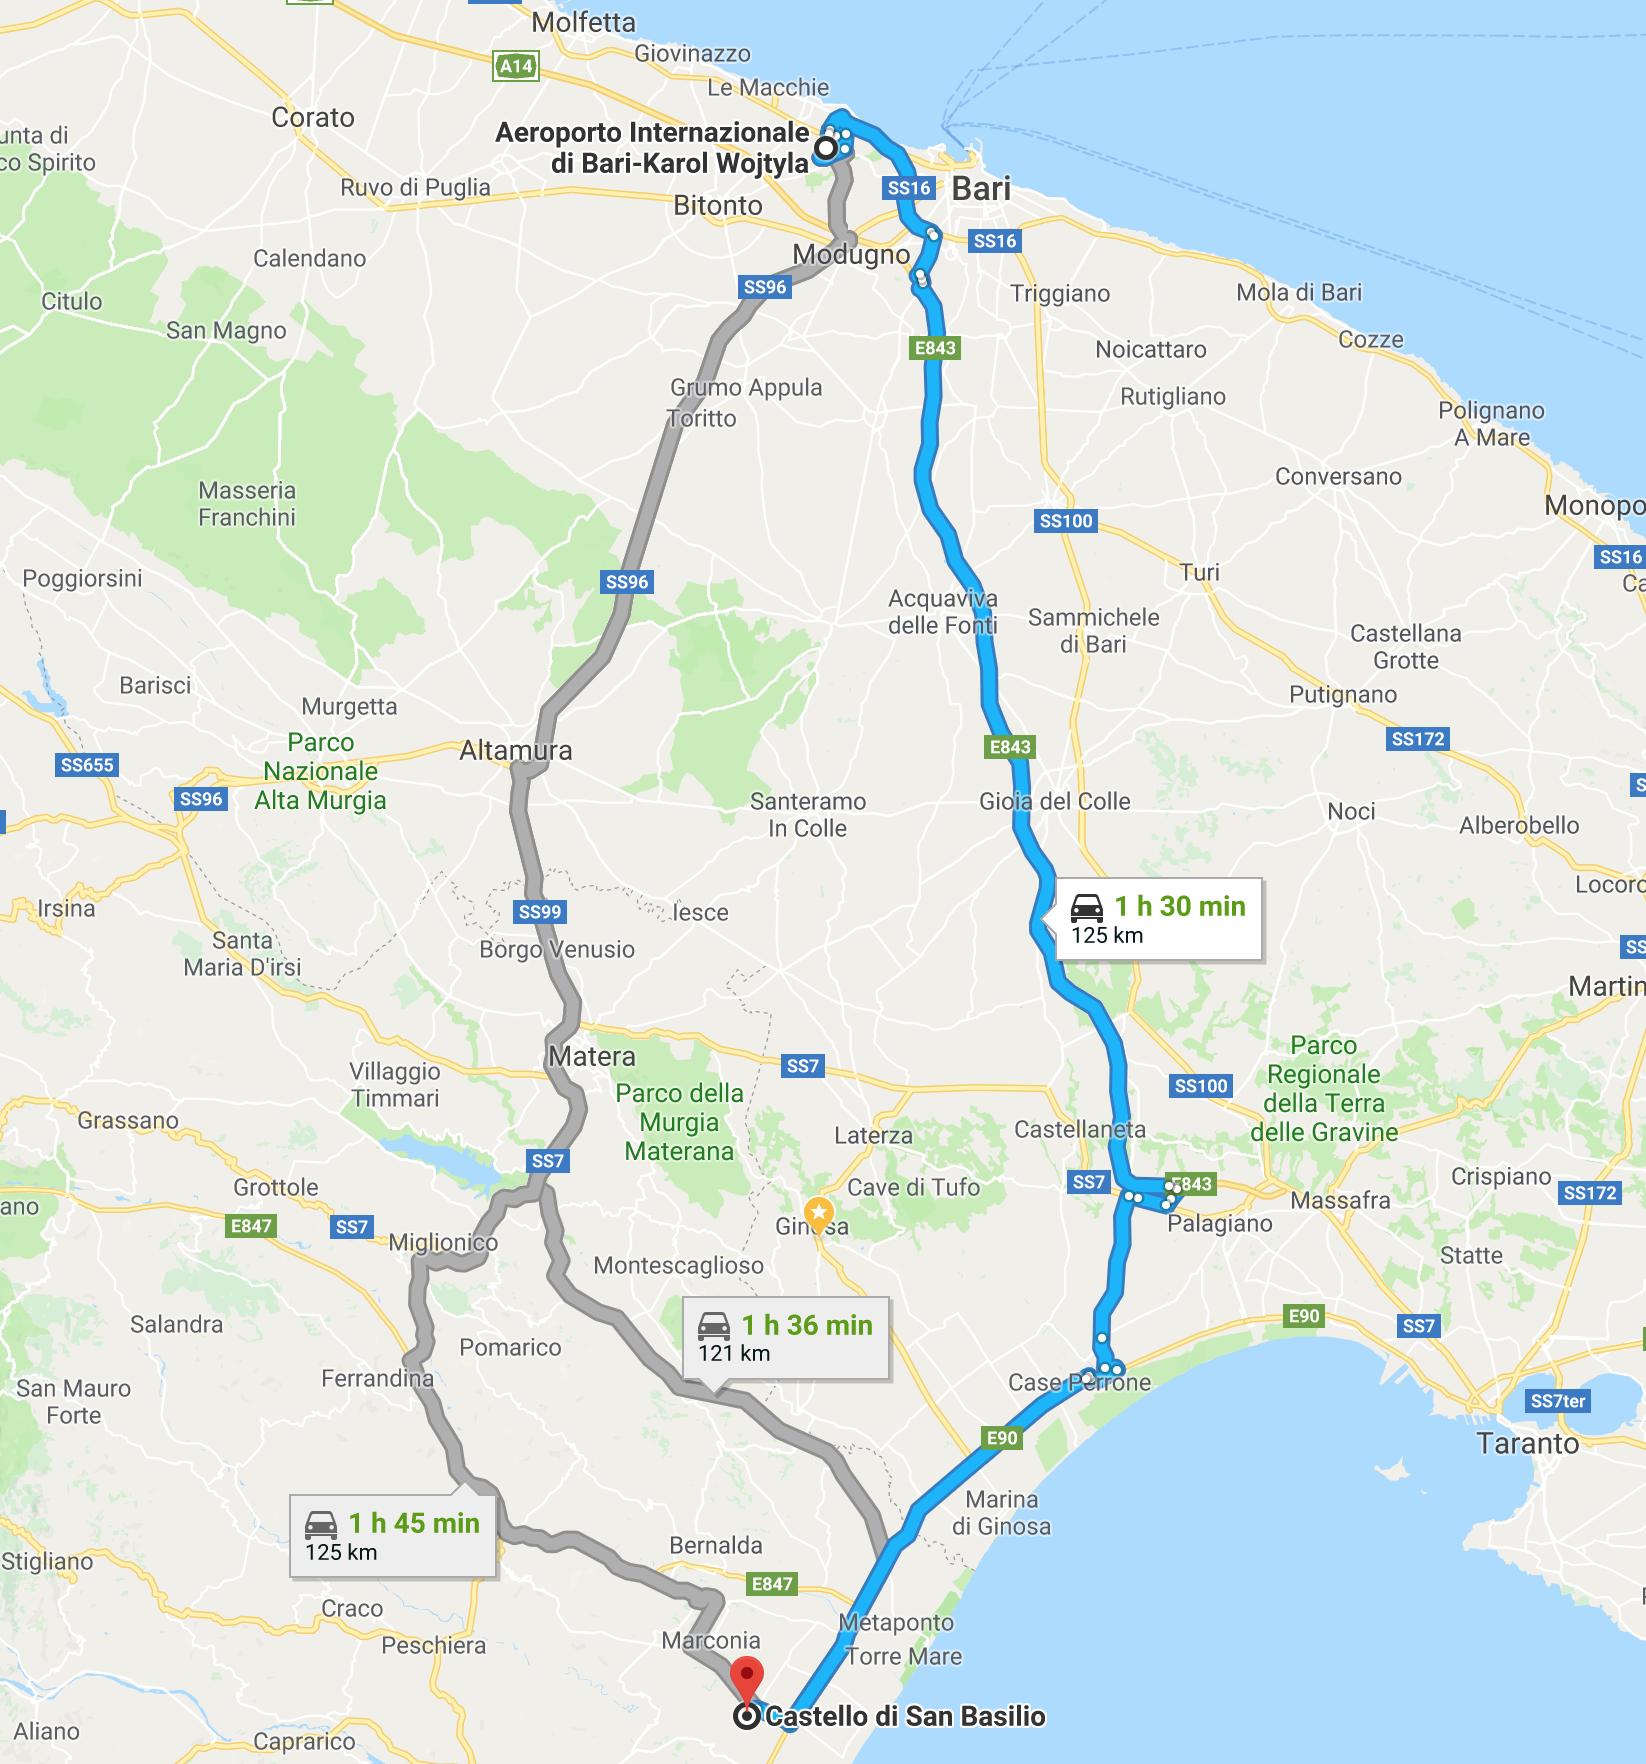 Molfetta
Giovinazzo
A14
Le Macchie
Corato
Aeroporto Internazionale
di Bari-Karol Wojtyla
unta di
co Spirito
Ruvo di Puglia
SS16
Bari
Bitonto
SS16
Modugno
Calendano
SS96
Triggiano
Mola di Bari
Citulo
San Magno
E843
Noicattaro
Cozze
Grumo Appula
Toritto
Rutigliano
Polignano
A Mare
Masseria
Franchini
Conversano
Monopo
SS100
SS16
Poggiorsini
SS96
Turi
Ca
Acquaviva
delle Fonti
Sammichele
di Bari
Castellana
Grotte
Barisci
Murgetta
Putignano
Parco
Nazionale
Alta Murgia
Altamura
E843
SS172
SS655
SS96
S
Santeramo
In Colle
Gioia del Colle
Noci
Alberobello
Irsina
SS99
Iesce
1 h 30 min
125 km
Locoro
Santa
Maria D'irsi
Borgo Venusio
SS
Martin
Matera
SS7
Parco
Regionale
della Terra
delle Gravine
Villaggio
Timmari
SS100
Parco della
Murgia
Materana
Grassano
Laterza
Castellaneta
SS7
Grottole
Cave di Tufo
SS7
E843
Crispiano
SS172
ano
E847
SS7
Ginosa
Palagiano
Massafra
Miglionico
Montescaglioso
Statte
Salandra
Pomarico
1 h 36 min
121 km
E90
SS7
San Mauro
Forte
Ferrandina
Case Perrone
SS7ter
E90
Taranto
1 h 45 min
125 km
Marina
di Ginosa
Stigliano
Bernalda
E847
Craco
Metaponto
Peschiera
Marconia
Torre Mare
Castello di San Basilio
Aliano
Caprarico